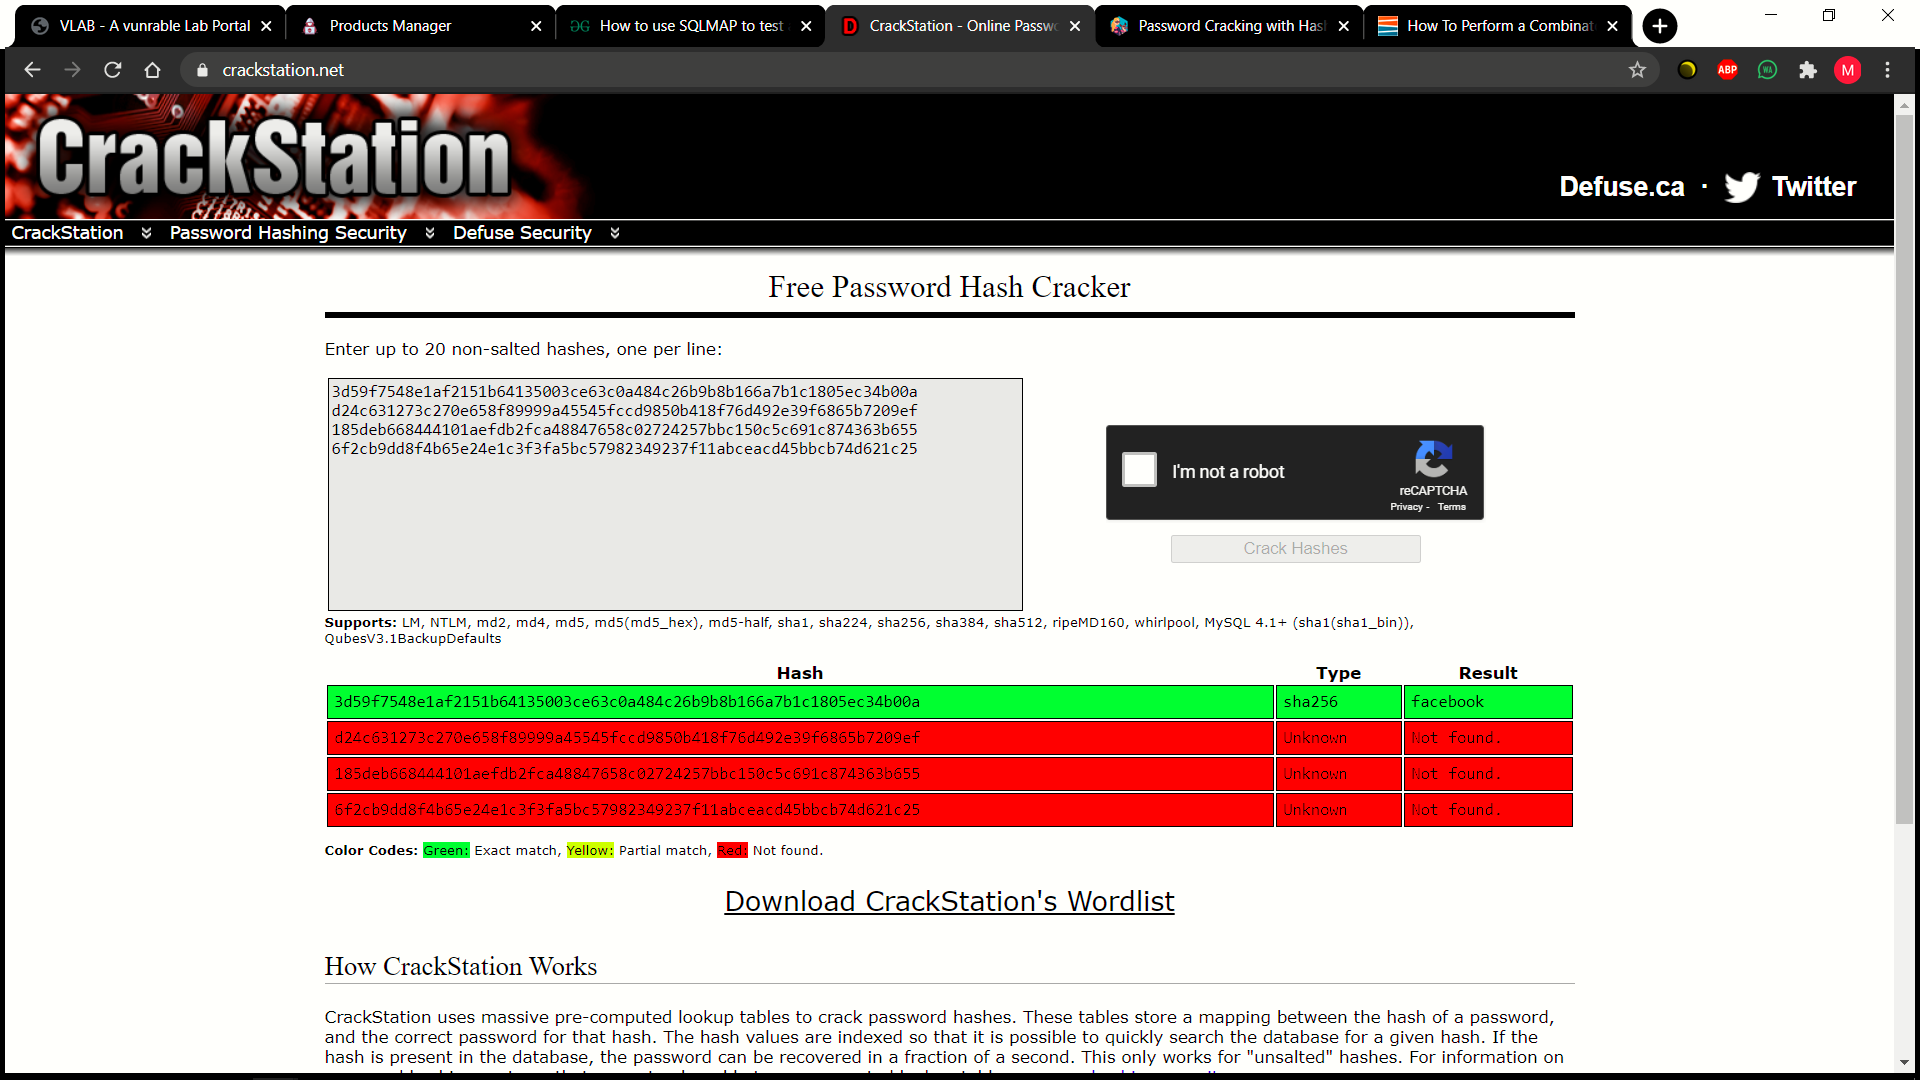 VLAB - A vunrable Lab Portal
Products Manager
How to use SQLMAP to test
CrackStation - Online Passwo
Password Cracking with Has
How To Perform a Combinat
crackstation.net
ABP
WA
M
CrackStation
Defuse.ca · Twitter
CrackStation Password Hashing Security Defuse Security
Free Password Hash Cracker
Enter up to 20 non-salted hashes, one per line:
3d59f7548e1af2151b64135003ce63c0a484c26b9b8b166a7b1c1805ec34b00a
d24c631273c270e658f89999a45545fccd9850b418f76d492e39f6865b7209ef
185deb668444101aefdb2fca48847658c02724257bbc150c5c691c874363b655
6f2cb9dd8f4b65e24e1c3f3fa5bc57982349237f11abceacd45bbcb74d621c25
I'm not a robot
reCAPTCHA
Privacy - Terms
Crack Hashes
Supports: LM, NTLM, md2, md4, md5, md5(md5_hex), md5-half, sha1, sha224, sha256, sha384, sha512, ripeMD160, whirlpool, MySQL 4.1+ (sha1(sha1_bin)),
QubesV3.1BackupDefaults
Hash Type Result
3d59f7548e1af2151b64135003ce63c0a484c26b9b8b166a7b1c1805ec34b00a sha256 facebook
d24c631273c270e658f89999a45545fccd9850b418f76d492e39f6865b7209ef Unknown Not found.
185deb668444101aefdb2fca48847658c02724257bbc150c5c691c874363b655 Unknown Not found.
6f2cb9dd8f4b65e24e1c3f3fa5bc57982349237f11abceacd45bbcb74d621c25 Unknown Not found.
Color Codes: Green: Exact match, Yellow: Partial match, Red: Not found.
Download CrackStation's Wordlist
How CrackStation Works
CrackStation uses massive pre-computed lookup tables to crack password hashes. These tables store a mapping between the hash of a password,
and the correct password for that hash. The hash values are indexed so that it is possible to quickly search the database for a given hash. If the
hash is present in the database, the password can be recovered in a fraction of a second. This only works for "unsalted" hashes. For information on